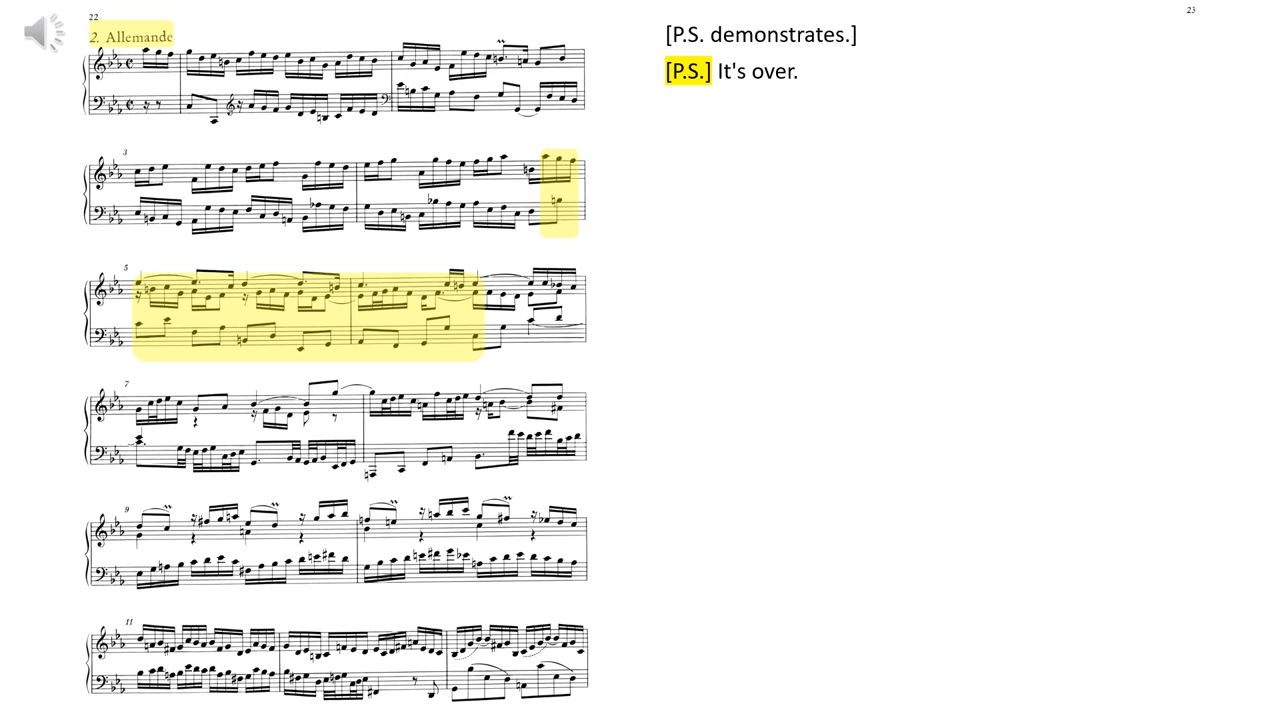 22
2. Allemande
3
5
7
9
11
23
[P.S. demonstrates.]
[P.S.] It's over.